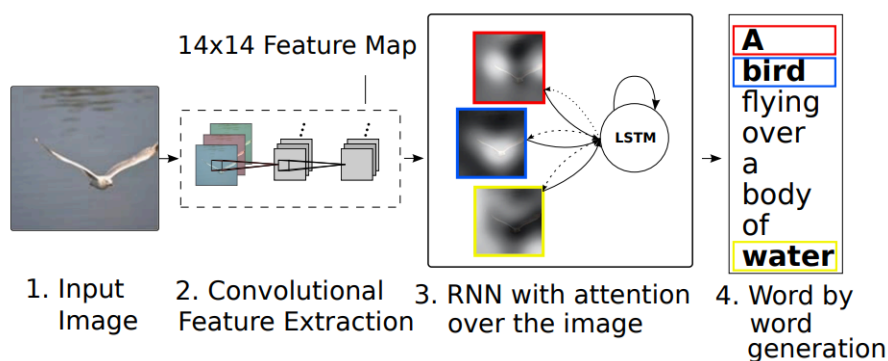 14x14 Feature Map
LSTM
A
bird
flying
over
a
body
of
water
1. Input
Image
2. Convolutional
Feature Extraction
3. RNN with attention
over the image
4. Word by
word
generation